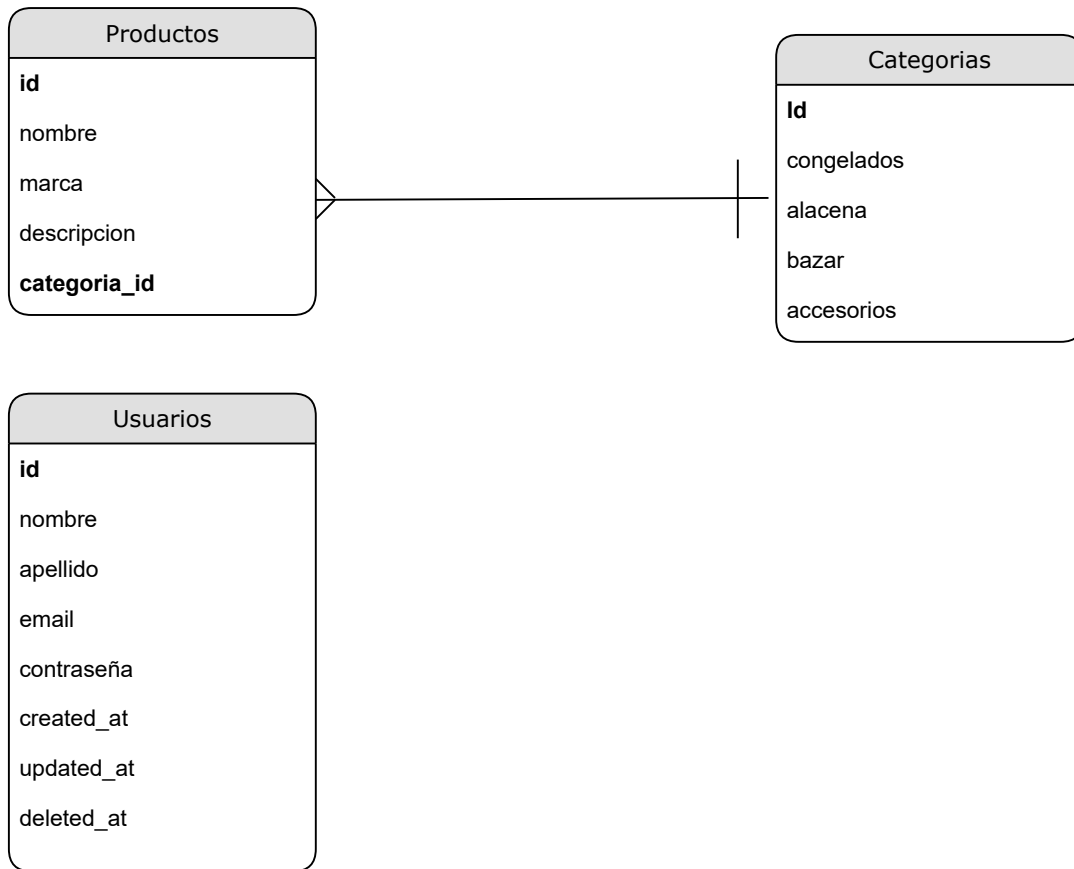 Productos
id
nombre
marca
descripcion
categoria_id
Categorias
Id
congelados
alacena
bazar
accesorios
Usuarios
id
nombre
apellido
email
contraseña
created_at
updated_at
deleted_at